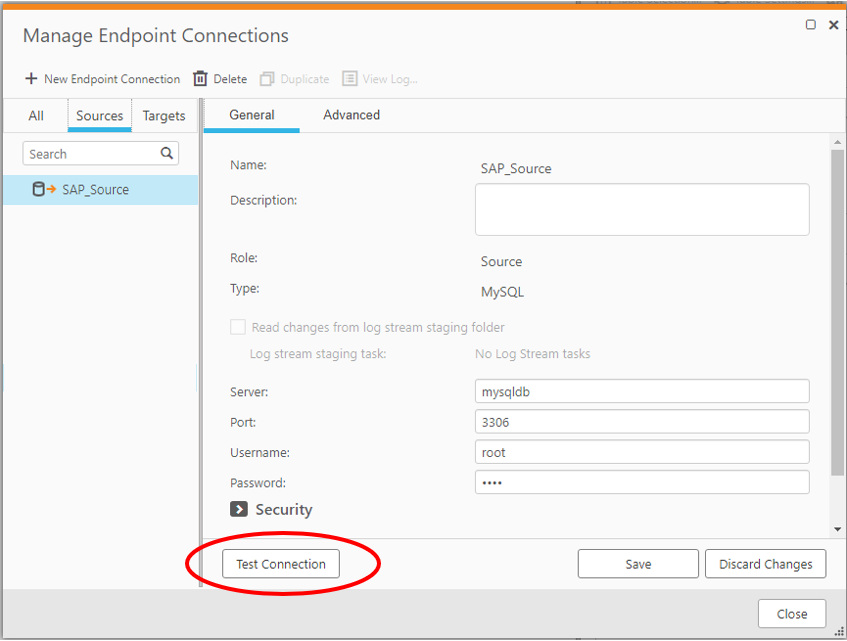 Manage Endpoint Connections
New Endpoint Connection Delete Duplicate View Log...
All Sources Targets General Advanced
Search
SAP_Source
Name: SAP_Source
Description:
Role: Source
Type: MySQL
Read changes from log stream staging folder
Log stream staging task: No Log Stream tasks
Server: mysqldb
Port: 3306
Username: root
Password: ••••
Security
Test Connection Save Discard Changes
Close